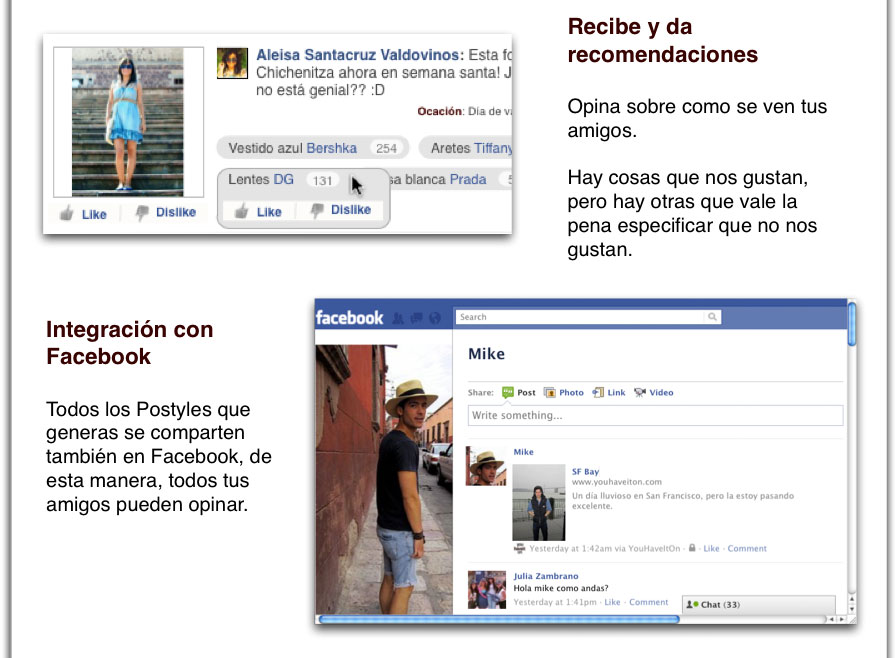 Recibe y da
recomendaciones
Opina sobre como se ven tus
amigos.
Hay cosas que nos gustan,
pero hay otras que vale la
pena especificar que no nos
gustan.
Aleisa Santacruz Valdovinos: Esta
Chichenitza ahora en semana santa!
no está genial?? :D
Ocación: Día de
Vestido azul Bershka 254
Aretes Tiffany
Lentes DG 131
sa blanca Prada
Like Dislike
Like Dislike
Integración con
Facebook
Todos los Postyles que
generas se comparten
también en Facebook, de
esta manera, todos tus
amigos pueden opinar.
facebook
Search
Mike
Share: Post Photo Link Video
Write something...
Mike
SF Bay
www.youhaveiton.com
Un día lluvioso en San Francisco, pero la estoy pasando
excelente.
Yesterday at 1:42am via YouHaveItOn · Like · Comment
Julia Zambrano
Hola mike como andas?
Yesterday at 1:41pm · Like · Comment
Chat (33)